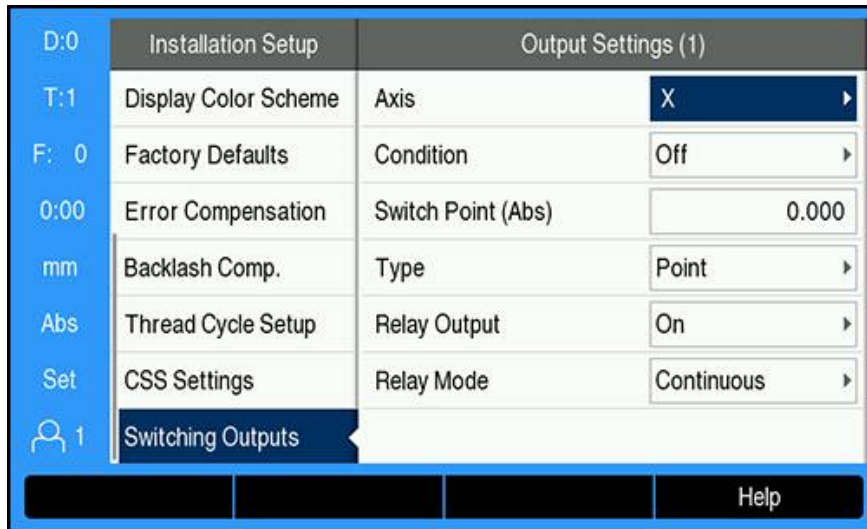 D:0
T:1
F: 0
0:00
mm
Abs
Set
1
Installation Setup
Display Color Scheme
Factory Defaults
Error Compensation
Backlash Comp.
Thread Cycle Setup
CSS Settings
Switching Outputs
Output Settings (1)
Axis X
Condition Off
Switch Point (Abs) 0.000
Type Point
Relay Output On
Relay Mode Continuous
Help